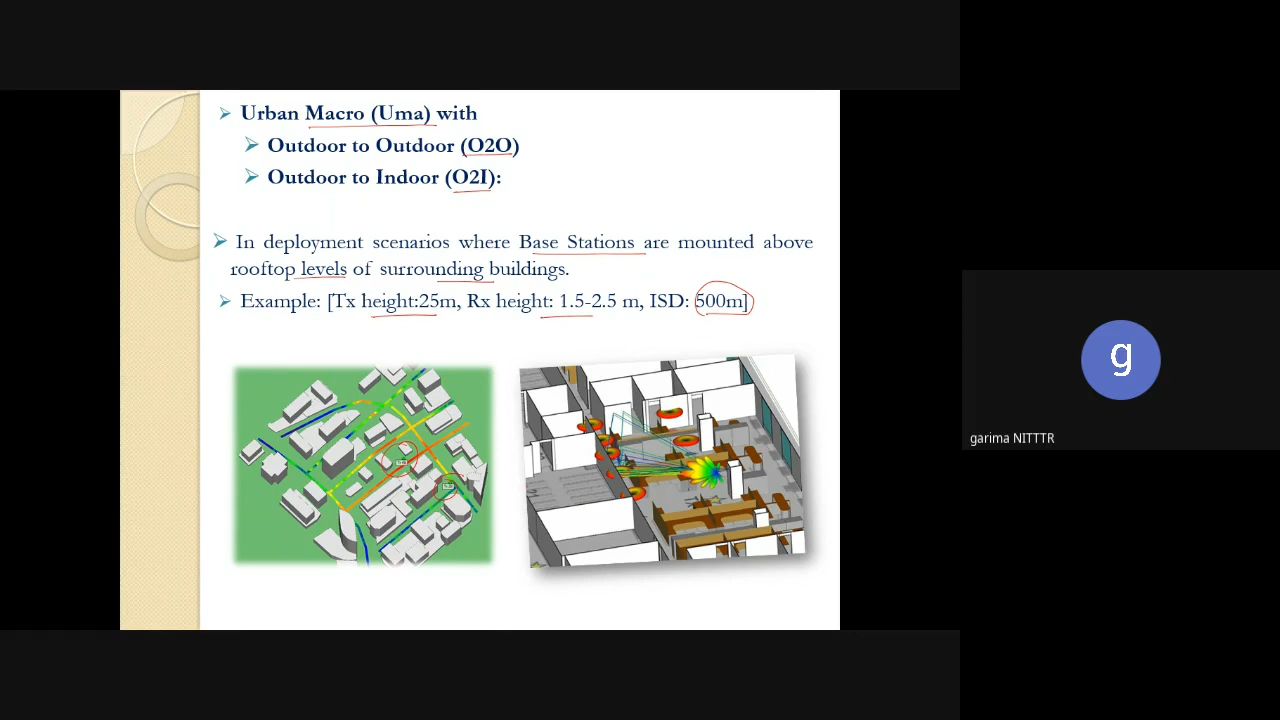 Urban Macro (Uma) with
Outdoor to Outdoor (O2O)
Outdoor to Indoor (O2I):
In deployment scenarios where Base Stations are mounted above
rooftop levels of surrounding buildings.
Example: [Tx height:25m, Rx height: 1.5-2.5 m, ISD: 500m]
g
garima NITTTR